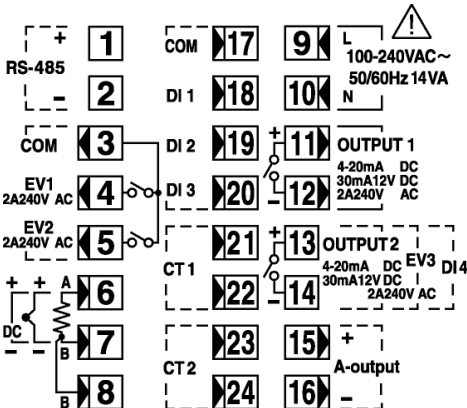 + 1 COM 17 9 L
RS-485 100-240VAC~
- 2 DI 1 18 10 N 50/60Hz 14VA
COM 3 DI 2 19 + 11 OUTPUT 1
4-20mA DC
EV1 30mA12V DC
2A240V AC 4 DI 3 20 - 12 2A240V AC
EV2
2A240V AC 5 CT 1 21 + 13 OUTPUT 2 EV3 DI 4
4-20mA DC
30mA12V DC
+ + A 6 22 - 14 2A240V AC
DC
- - B 7 CT 2 23 15 +
A-output
B 8 24 16 -